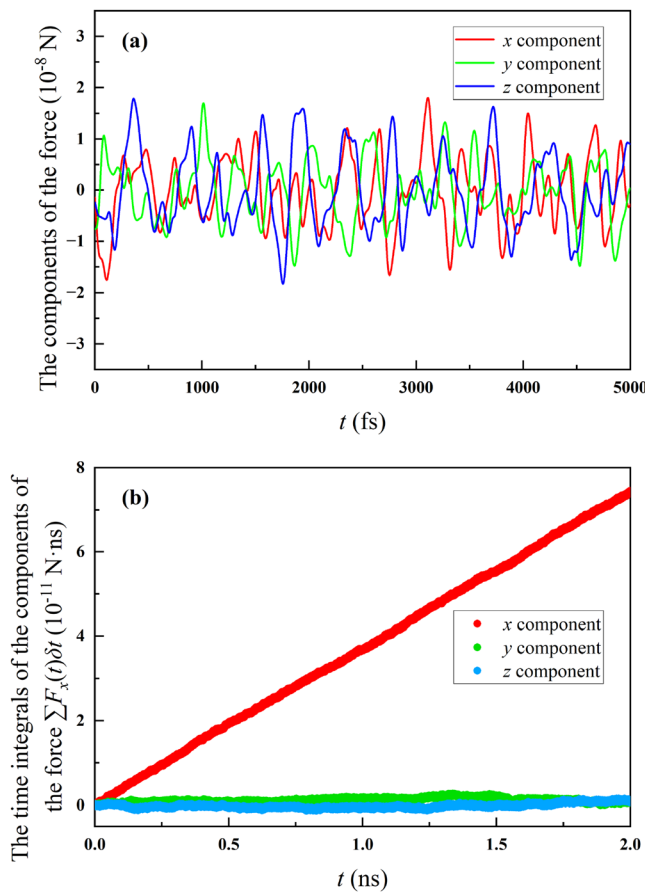 (a)
x component
y component
z component
The components of the force (10⁻⁸ N)
3
2
1
0
−1
−2
−3
0 1000 2000 3000 4000 5000
t (fs)
(b)
x component
y component
z component
The time integrals of the components of
the force ∑Fₓ(t)δt (10⁻¹¹ N·ns)
8
6
4
2
0
0.0 0.5 1.0 1.5 2.0
t (ns)